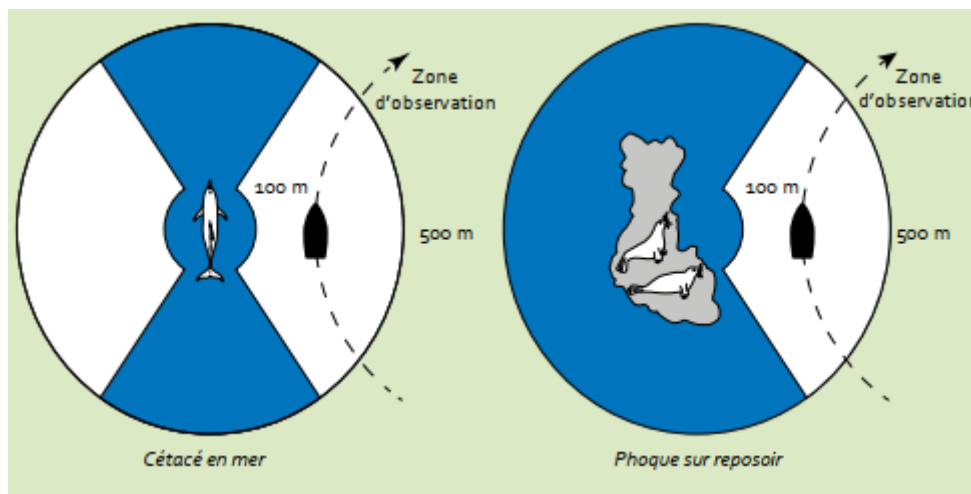 Zone
d'observation
100 m
500 m
Cétacé en mer
Zone
d'observation
100 m
500 m
Phoque sur reposoir